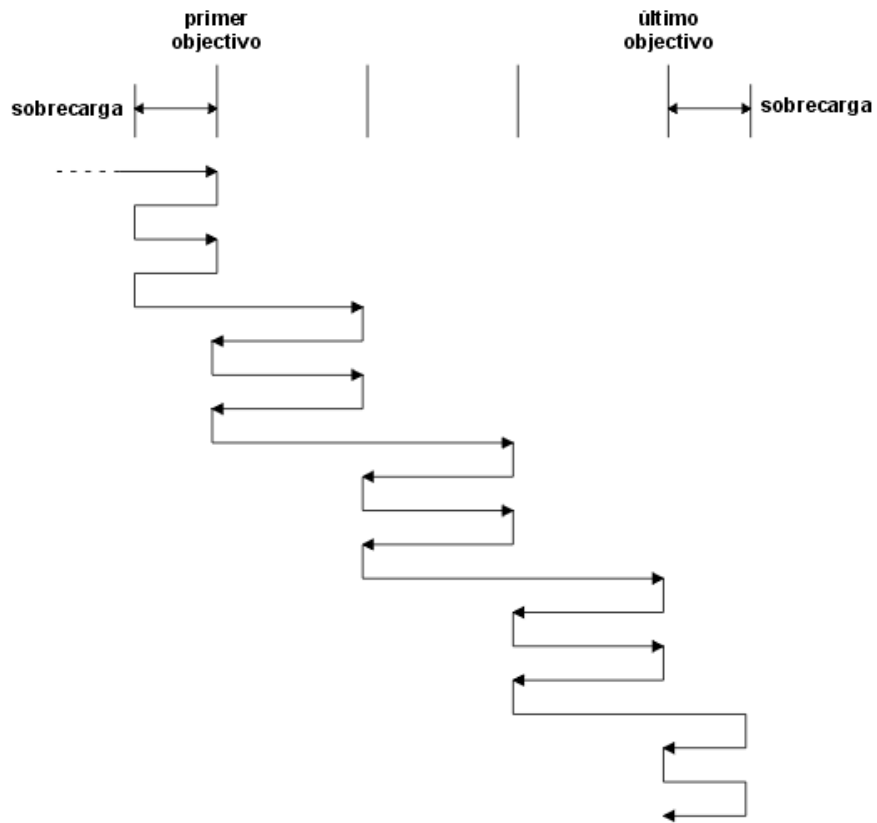 primer
objectivo
último
objectivo
sobrecarga
sobrecarga